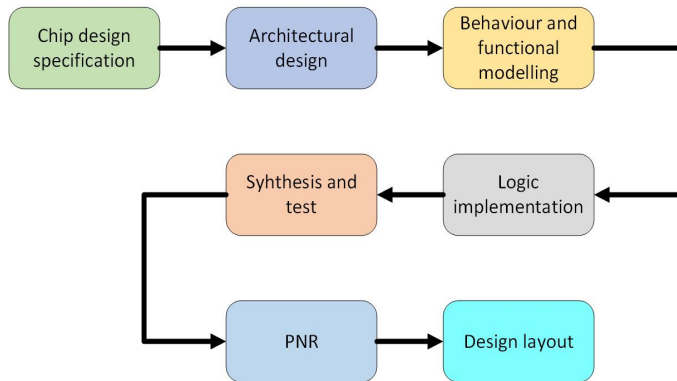 Chip design
specification
Architectural
design
Behaviour and
functional
modelling
Syhthesis and
test
Logic
implementation
PNR
Design layout